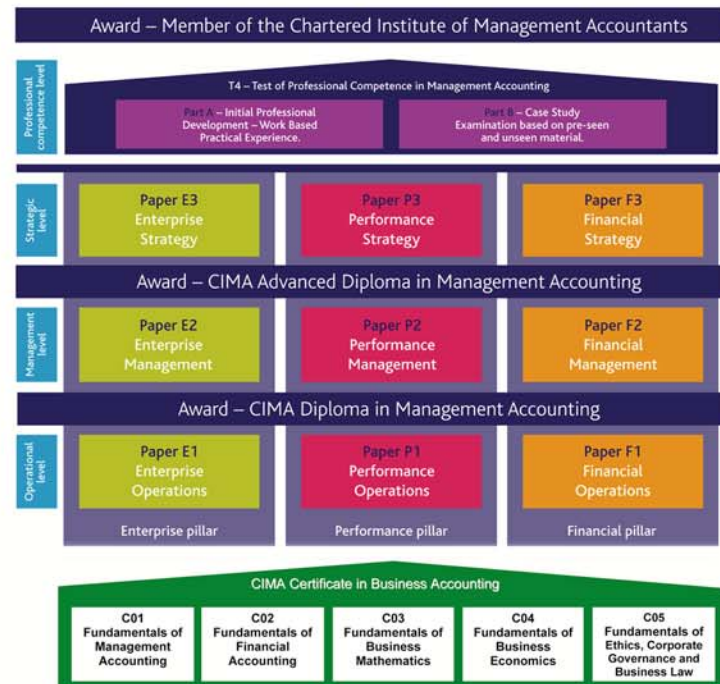 Award – Member of the Chartered Institute of Management Accountants
Professional
competence level
T4 – Test of Professional Competence in Management Accounting
Part A – Initial Professional
Development – Work Based
Practical Experience.
Part B – Case Study
Examination based on pre-seen
and unseen material.
Strategic
level
Paper E3
Enterprise
Strategy
Paper P3
Performance
Strategy
Paper F3
Financial
Strategy
Award – CIMA Advanced Diploma in Management Accounting
Management
level
Paper E2
Enterprise
Management
Paper P2
Performance
Management
Paper F2
Financial
Management
Award – CIMA Diploma in Management Accounting
Operational
level
Paper E1
Enterprise
Operations
Paper P1
Performance
Operations
Paper F1
Financial
Operations
Enterprise pillar
Performance pillar
Financial pillar
CIMA Certificate in Business Accounting
C01
Fundamentals of
Management
Accounting
C02
Fundamentals of
Financial
Accounting
C03
Fundamentals of
Business
Mathematics
C04
Fundamentals of
Business
Economics
C05
Fundamentals of
Ethics, Corporate
Governance and
Business Law